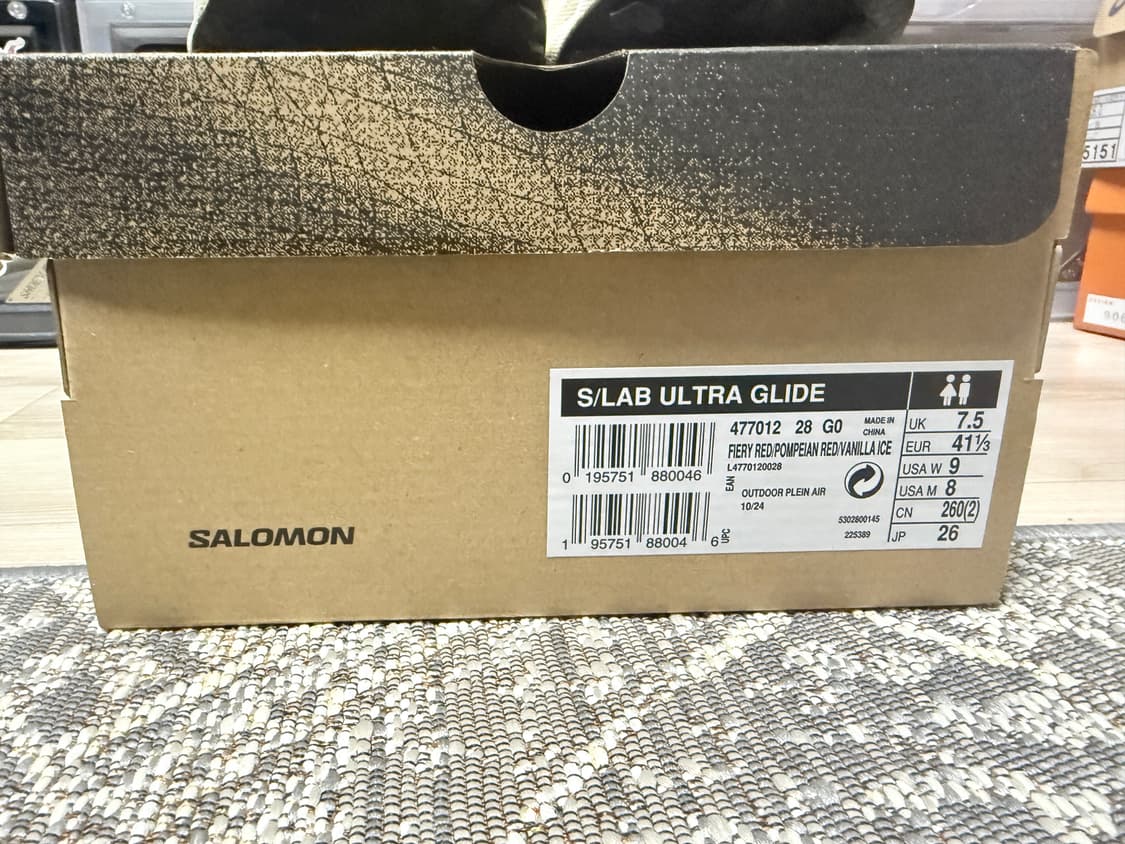 S/LAB ULTRA GLIDE
477012 28 G0
MADE IN
CHINA
FIERY RED/POMPEIAN RED/VANILLA ICE
L4770120028
0 195751 880046
EAN
OUTDOOR PLEIN AIR
10/24
5302800145
225389
1 95751 88004 6
UPC
UK 7.5
EUR 41⅓
USA W 9
USA M 8
CN 260(2)
JP 26
SALOMON
5151
906